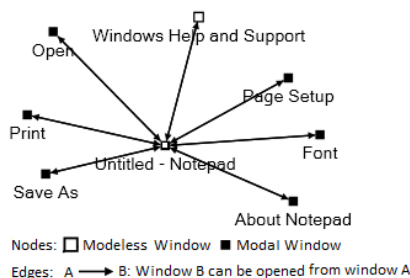 Windows Help and Support
Open
Page Setup
Print
Font
Untitled - Notepad
Save As
About Notepad
Nodes: Modeless Window Modal Window
Edges: A B: Window B can be opened from window A